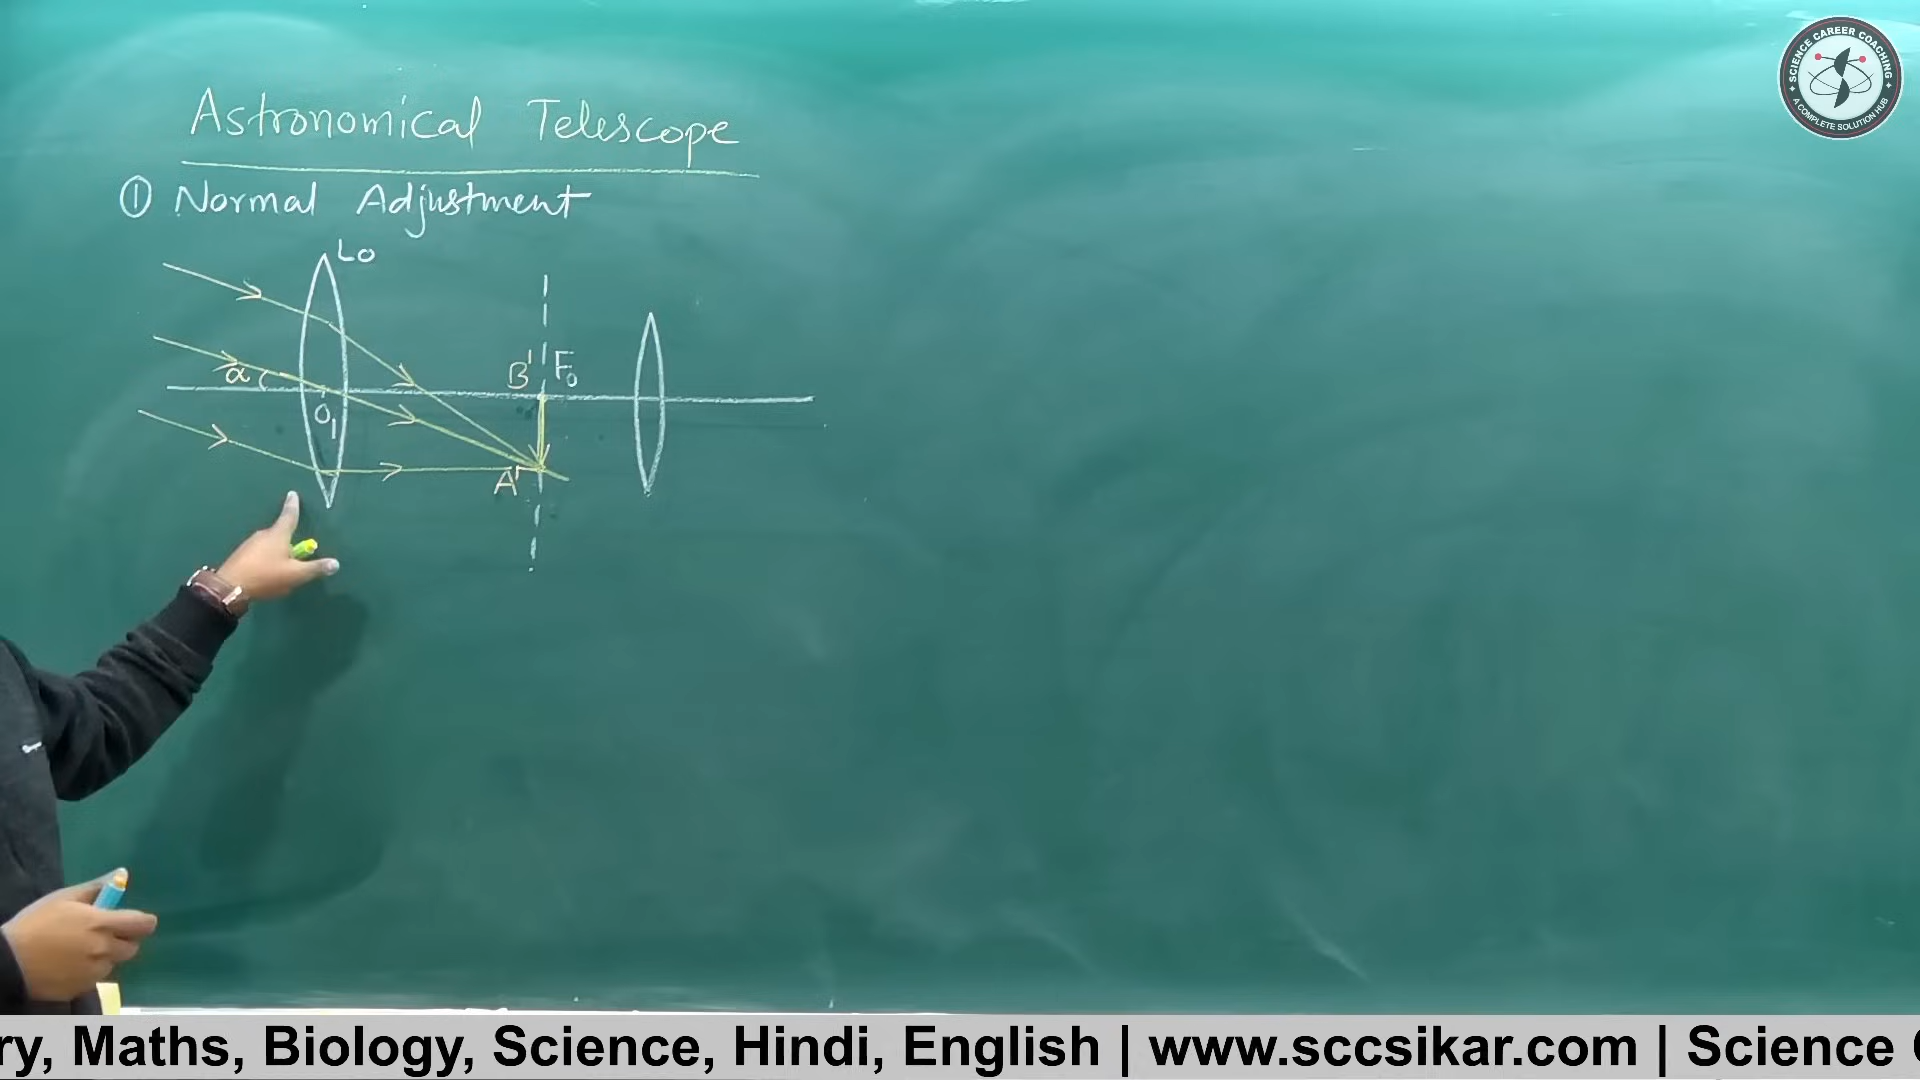 Astronomical Telescope
① Normal Adjustment
Lo
α
O1
B' Fo
A'
SCIENCE CAREER COACHING
A COMPLETE SOLUTION HUB
ry, Maths, Biology, Science, Hindi, English | www.sccsikar.com | Science